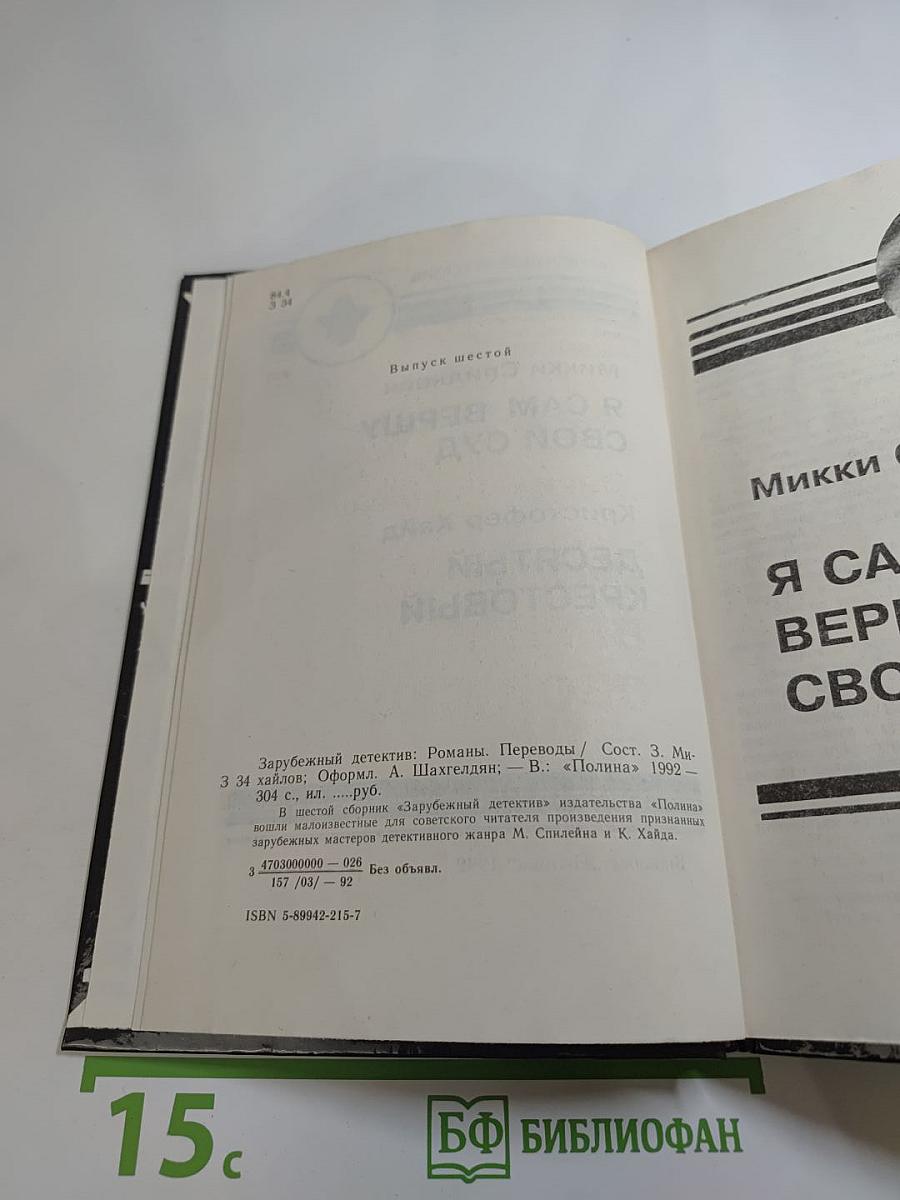 84.4
З 34
Выпуск шестой
Зарубежный детектив: Романы. Переводы / Сост. З. Ми-
З 34 хайлов; Оформл. А. Шахгелдян; — В.: «Полина» 1992 —
304 с., ил. .....руб.
В шестой сборник «Зарубежный детектив» издательства «Полина»
вошли малоизвестные для советского читателя произведения признанных
зарубежных мастеров детективного жанра М. Спилейна и К. Хайда.
З 4703000000 — 026
157 /03/ — 92 Без объявл.
ISBN 5-89942-215-7
Микки С
Я СА
ВЕР
СВО
15 с
БФ БИБЛИОФАН